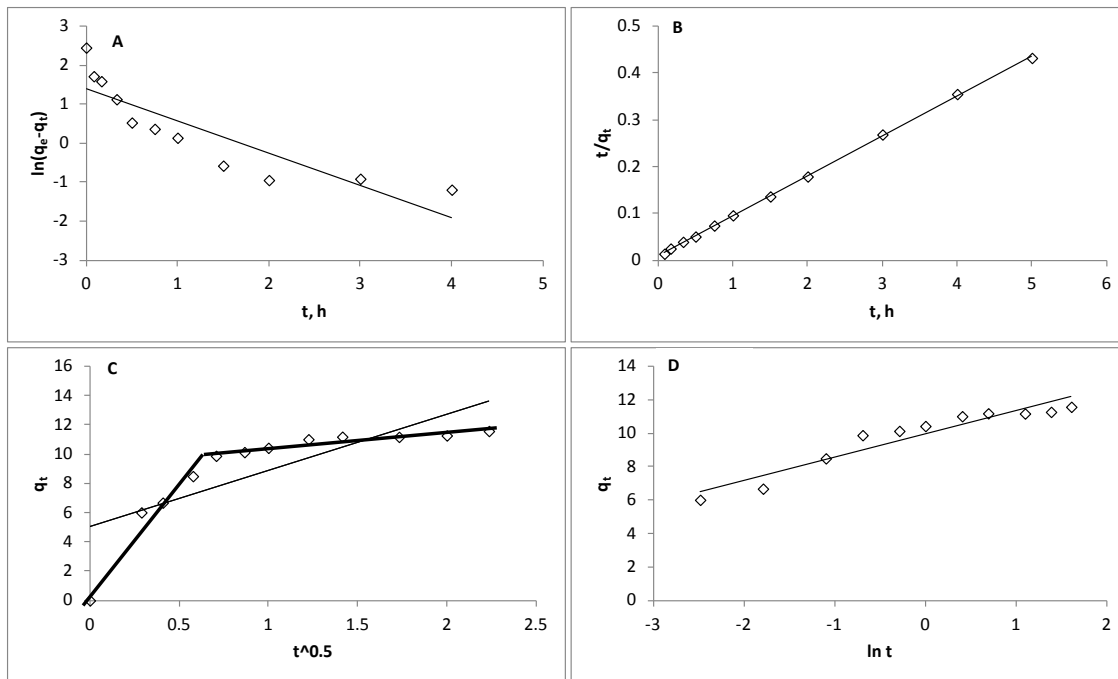 A
3
2
1
0
-1
-2
-3
ln(qₑ-qₜ)
0 1 2 3 4 5
t, h
B
0.5
0.4
0.3
0.2
0.1
0
t/qₜ
0 1 2 3 4 5 6
t, h
C
16
14
12
10
8
6
4
2
0
qₜ
0 0.5 1 1.5 2 2.5
t^0.5
D
14
12
10
8
6
4
2
0
qₜ
-3 -2 -1 0 1 2
ln t